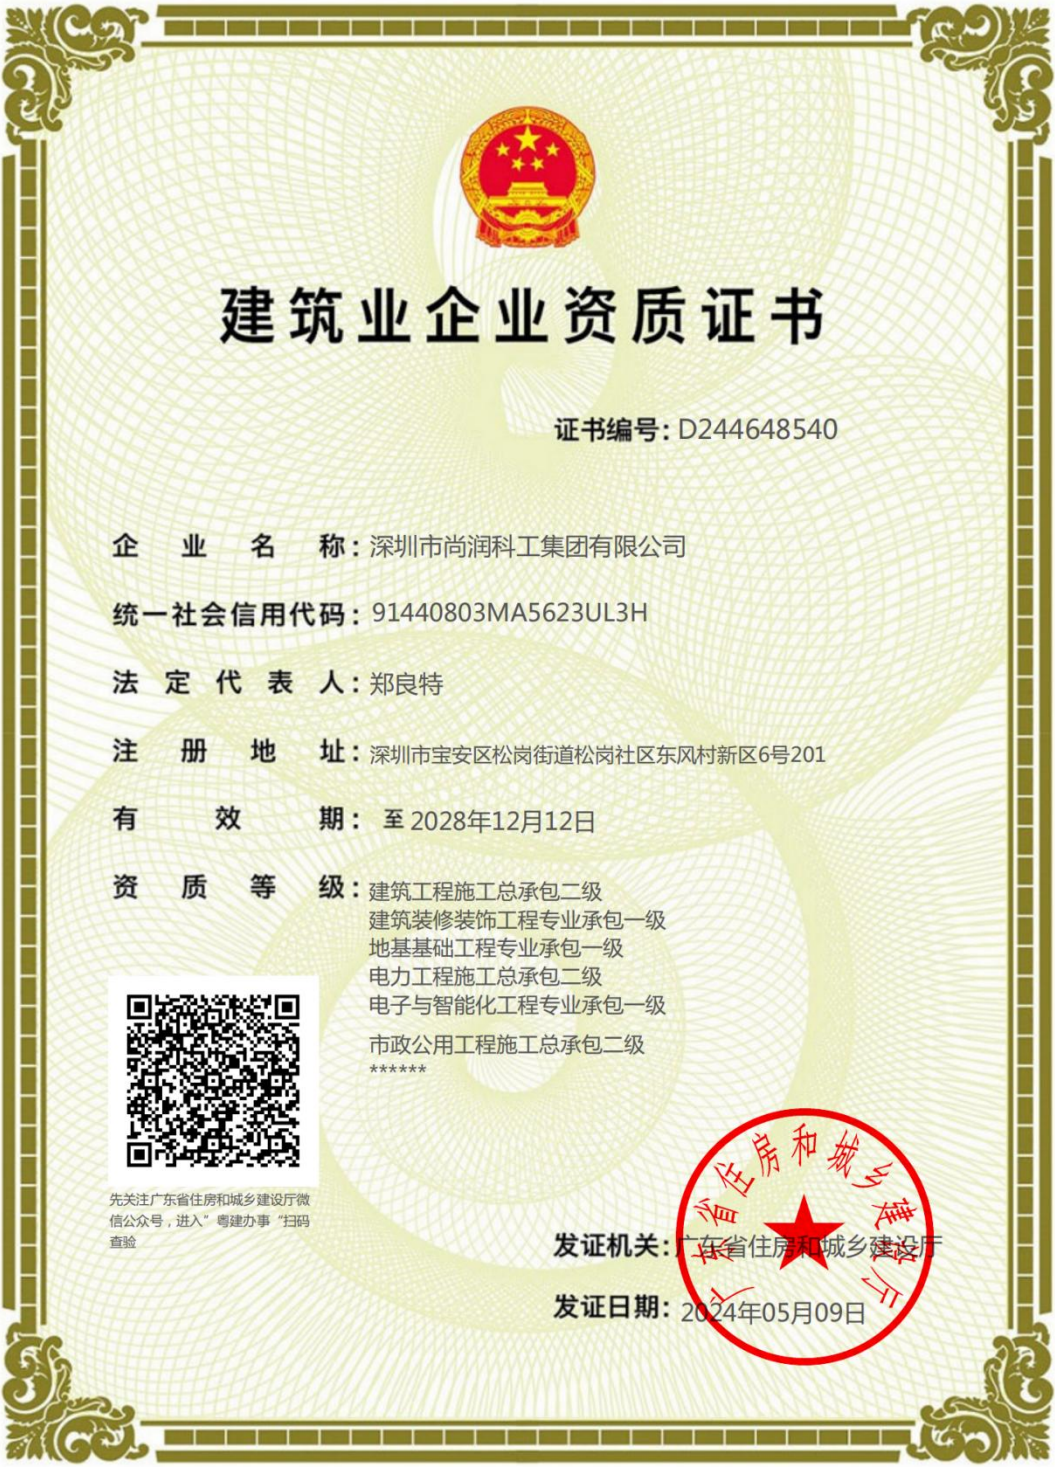 建筑业企业资质证书
证书编号：D244648540
企业名称：深圳市尚润科工集团有限公司
统一社会信用代码：91440803MA5623UL3H
法定代表人：郑良特
注册地址：深圳市宝安区松岗街道松岗社区东风村新区6号201
有效期：至2028年12月12日
资质等级：建筑工程施工总承包二级
建筑装修装饰工程专业承包一级
地基基础工程专业承包一级
电力工程施工总承包二级
电子与智能化工程专业承包一级
市政公用工程施工总承包二级
******
先关注广东省住房和城乡建设厅微
信公众号，进入”粤建办事“扫码
查验
发证机关：广东省住房和城乡建设厅
发证日期：2024年05月09日
广东省住房和城乡建设厅